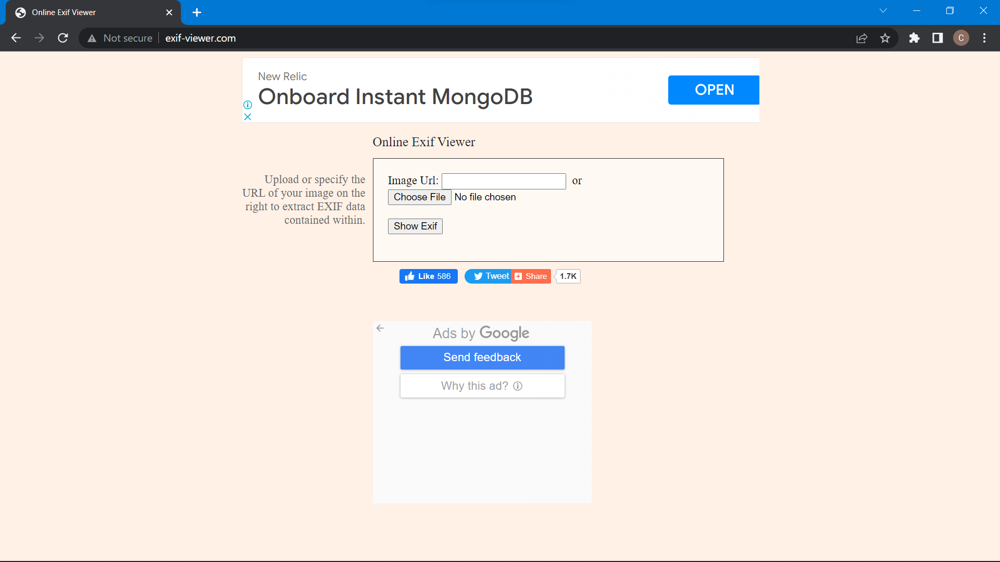 Online Exif Viewer
Not secure exif-viewer.com
C
New Relic
Onboard Instant MongoDB
OPEN
Online Exif Viewer
Upload or specify the
URL of your image on the
right to extract EXIF data
contained within.
Image Url: or
Choose File No file chosen
Show Exif
Like 586 Tweet Share 1.7K
Ads by Google
Send feedback
Why this ad?